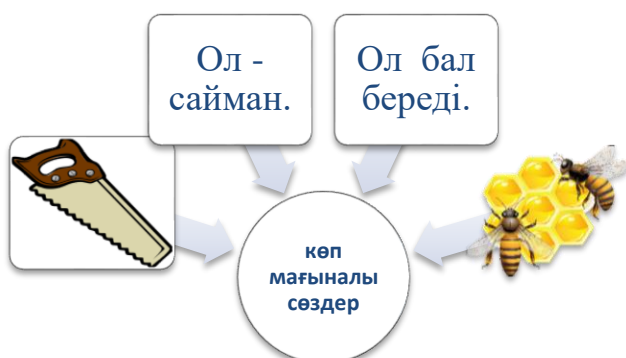 Ол -
сайман.
Ол бал
береді.
көп
мағыналы
сөздер